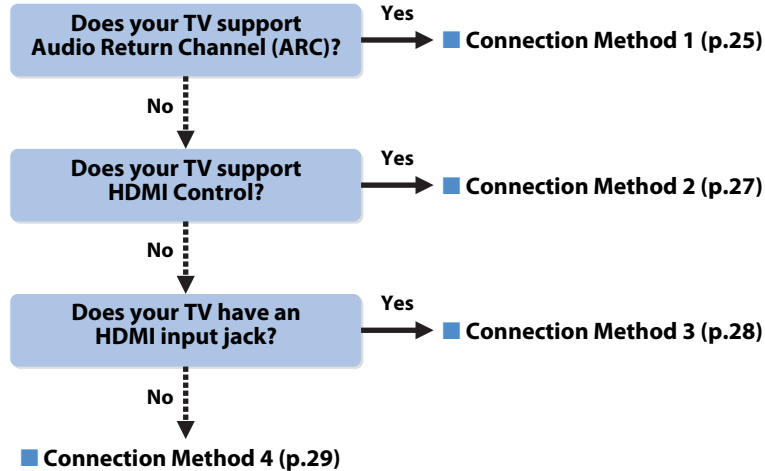 Does your TV support
Audio Return Channel (ARC)?
Yes
Connection Method 1 (p.25)
No
Does your TV support
HDMI Control?
Yes
Connection Method 2 (p.27)
No
Does your TV have an
HDMI input jack?
Yes
Connection Method 3 (p.28)
No
Connection Method 4 (p.29)